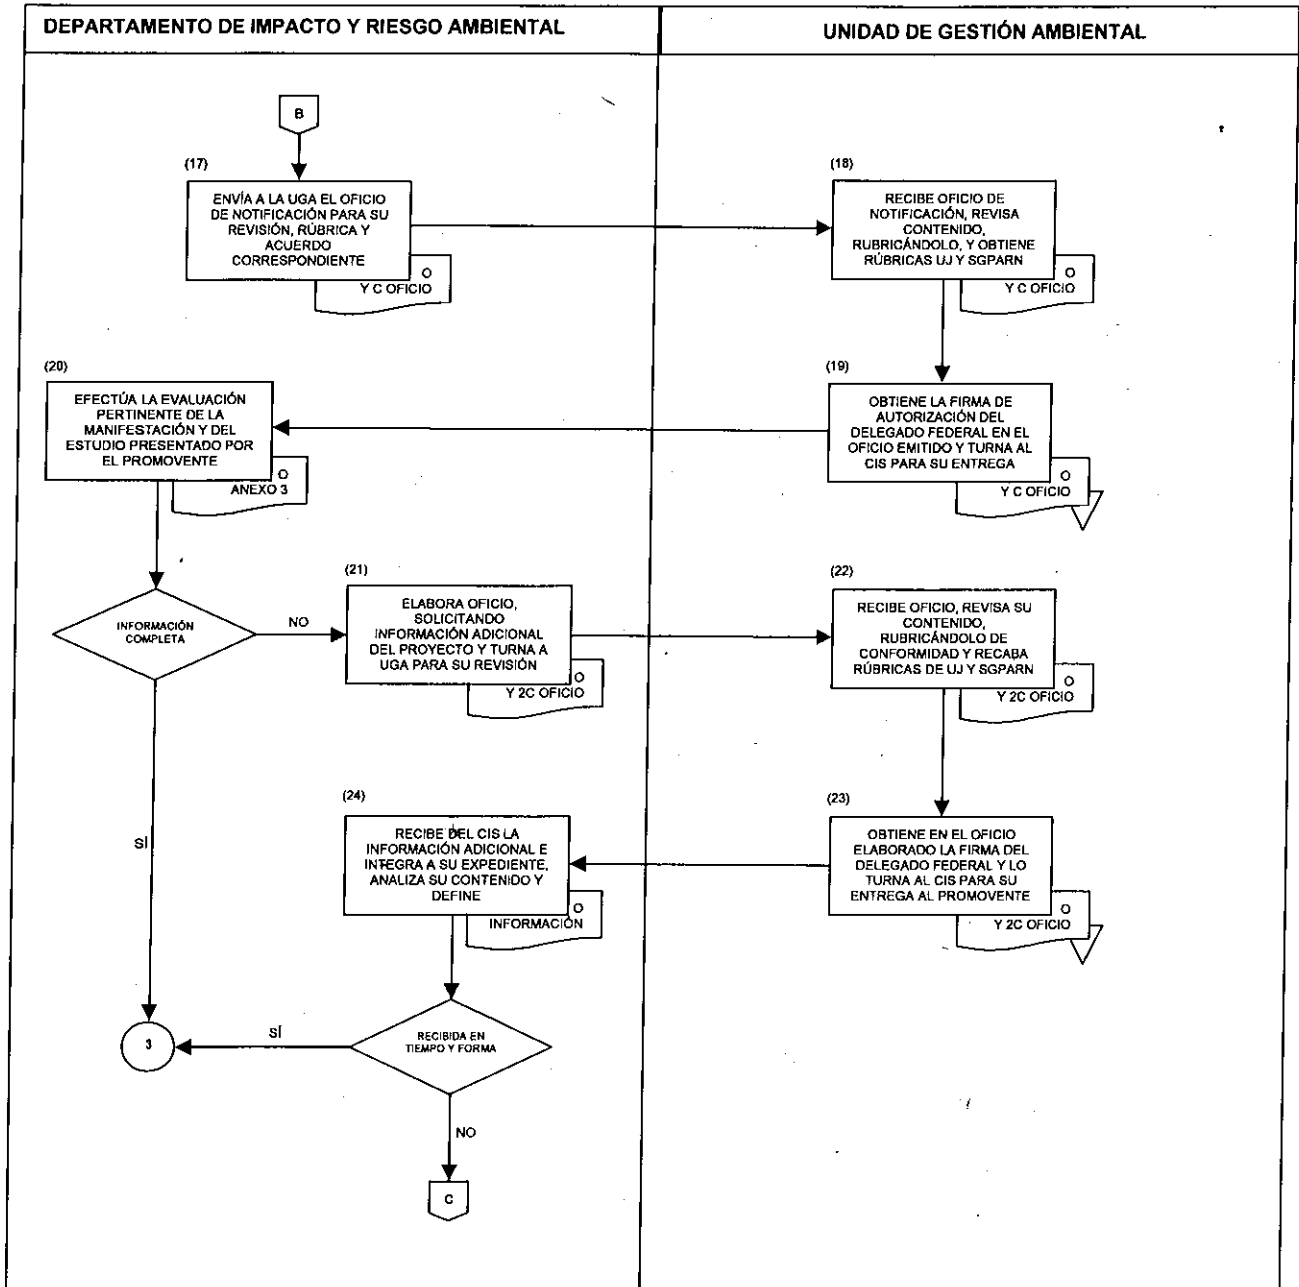 DEPARTAMENTO DE IMPACTO Y RIESGO AMBIENTAL
UNIDAD DE GESTIÓN AMBIENTAL
B
(17)
ENVÍA A LA UGA EL OFICIO
DE NOTIFICACIÓN PARA SU
REVISIÓN, RÚBRICA Y
ACUERDO
CORRESPONDIENTE
O
Y C OFICIO
(18)
RECIBE OFICIO DE
NOTIFICACIÓN, REVISA
CONTENIDO,
RUBRICÁNDOLO, Y OBTIENE
RÚBRICAS UJ Y SGPARN
O
Y C OFICIO
(19)
OBTIENE LA FIRMA DE
AUTORIZACIÓN DEL
DELEGADO FEDERAL EN EL
OFICIO EMITIDO Y TURNA AL
CIS PARA SU ENTREGA
O
Y C OFICIO
(20)
EFECTÚA LA EVALUACIÓN
PERTINENTE DE LA
MANIFESTACIÓN Y DEL
ESTUDIO PRESENTADO POR
EL PROMOVENTE
O
ANEXO 3
INFORMACIÓN
COMPLETA
NO
SÍ
(21)
ELABORA OFICIO,
SOLICITANDO
INFORMACIÓN ADICIONAL
DEL PROYECTO Y TURNA A
UGA PARA SU REVISIÓN
O
Y 2C OFICIO
(22)
RECIBE OFICIO, REVISA SU
CONTENIDO,
RUBRICÁNDOLO DE
CONFORMIDAD Y RECABA
RÚBRICAS DE UJ Y SGPARN
O
Y 2C OFICIO
(23)
OBTIENE EN EL OFICIO
ELABORADO LA FIRMA DEL
DELEGADO FEDERAL Y LO
TURNA AL CIS PARA SU
ENTREGA AL PROMOVENTE
O
Y 2C OFICIO
(24)
RECIBE DEL CIS LA
INFORMACIÓN ADICIONAL E
INTEGRA A SU EXPEDIENTE,
ANALIZA SU CONTENIDO Y
DEFINE
O
INFORMACIÓN
RECIBIDA EN
TIEMPO Y FORMA
SÍ
3
NO
C